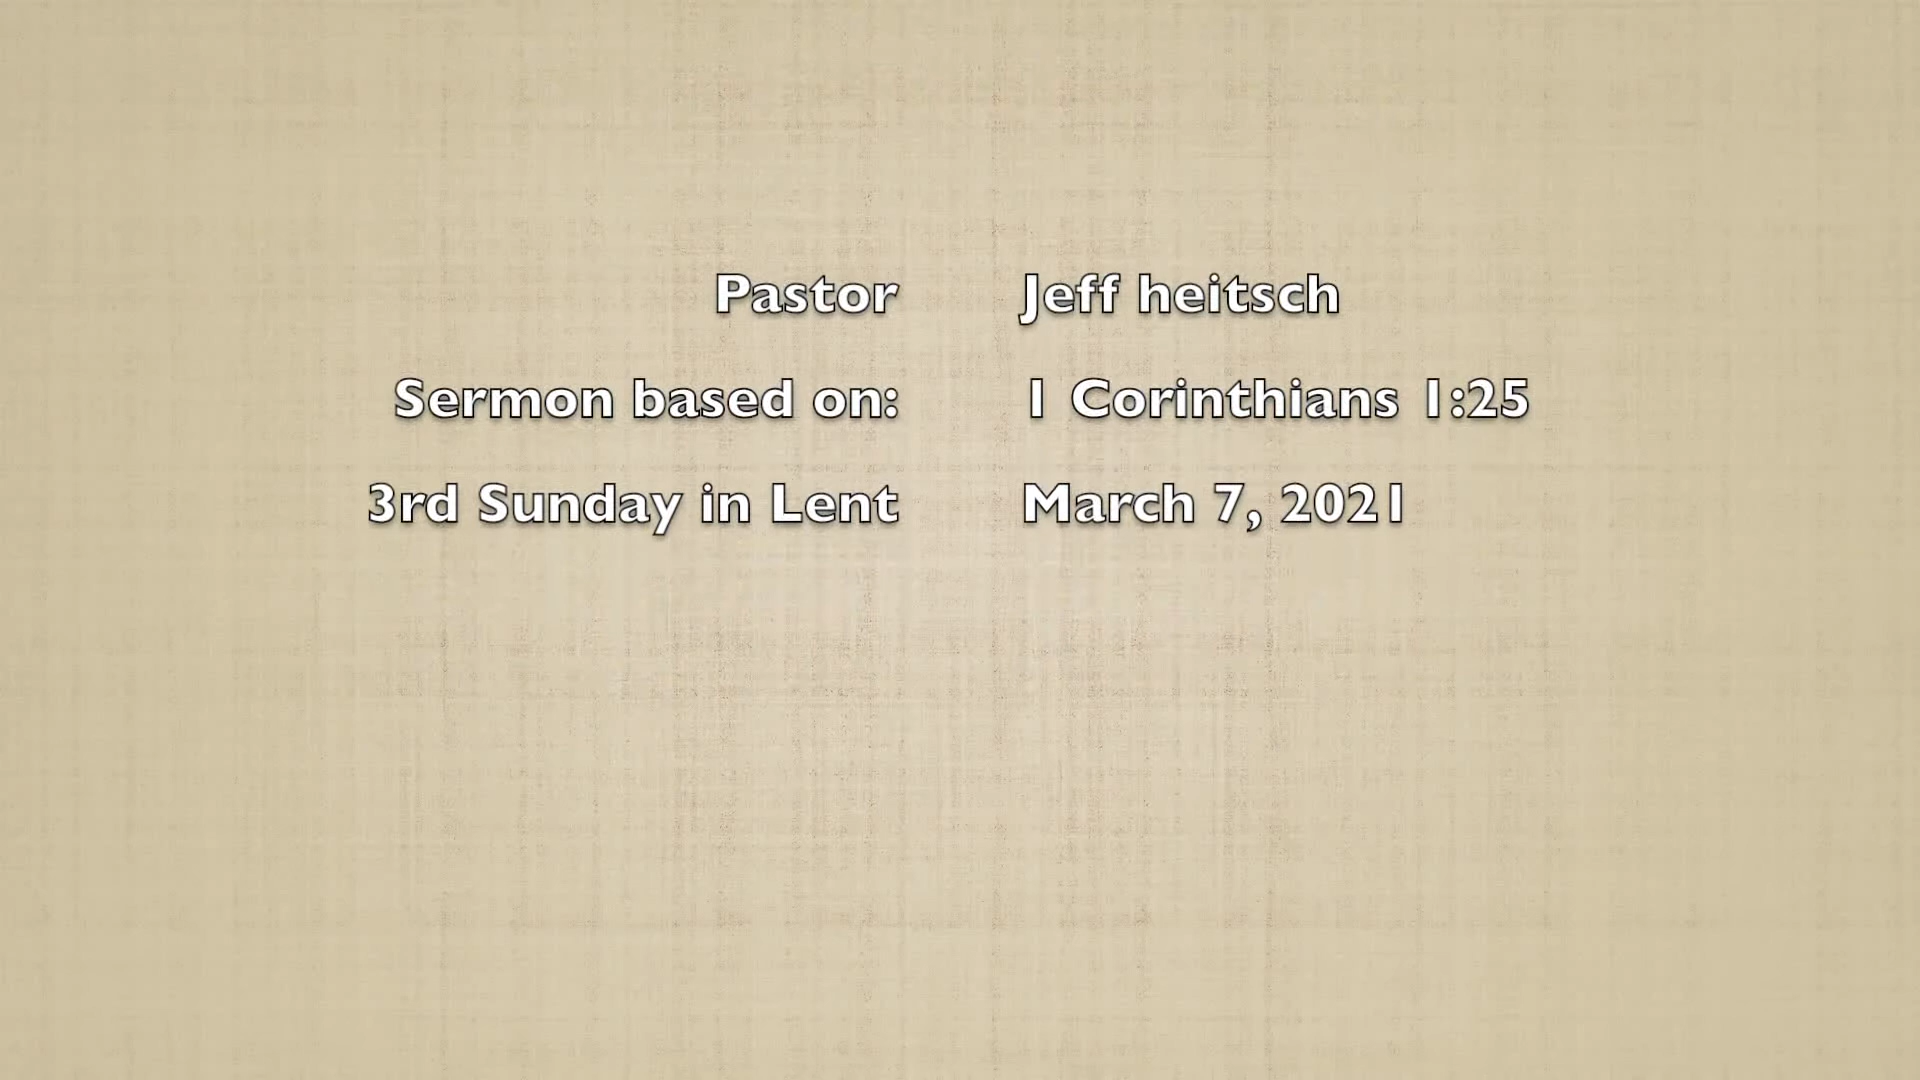 Pastor Jeff heitsch
Sermon based on: 1 Corinthians 1:25
3rd Sunday in Lent March 7, 2021